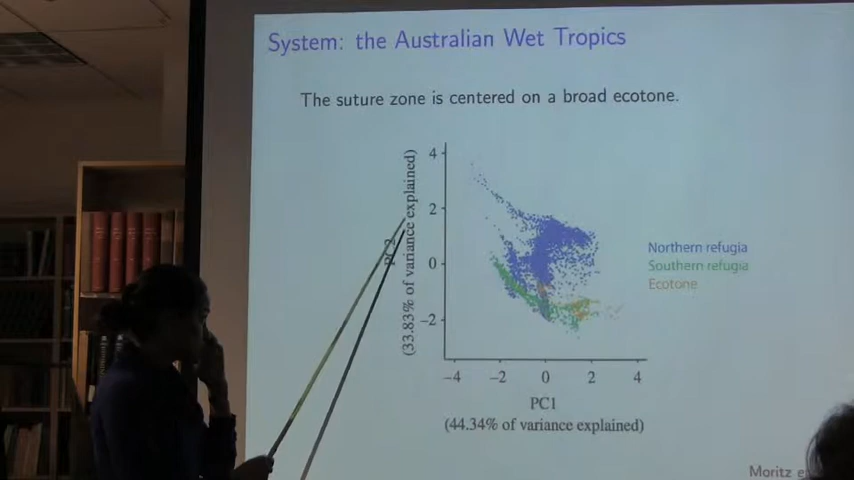 System: the Australian Wet Tropics
The suture zone is centered on a broad ecotone.
PC2
(33.83% of variance explained)
4
2
0
−2
−4
−2
0
2
4
PC1
(44.34% of variance explained)
Northern refugia
Southern refugia
Ecotone
Moritz e